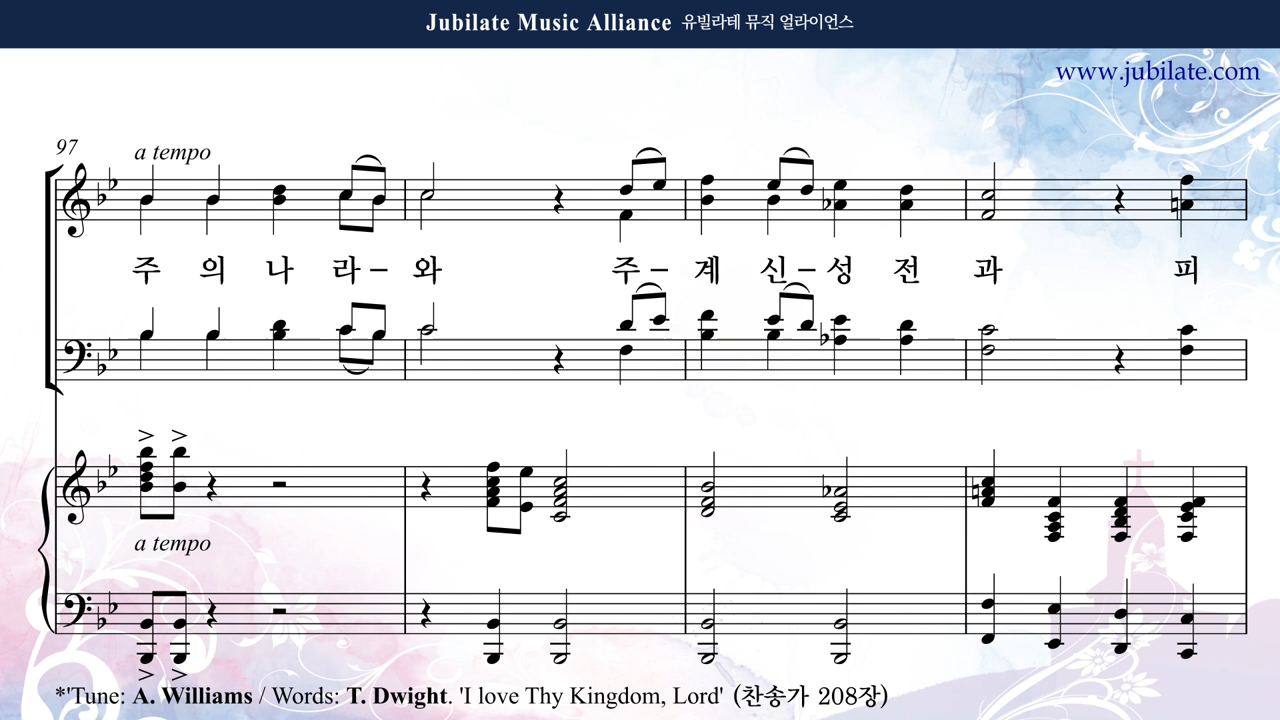 Jubilate Music Alliance 유빌라테 뮤직 얼라이언스
www.jubilate.com
97
a tempo
주 의 나 라 – 와 주 – 계 신 – 성 전 과 피
a tempo
*'Tune: A. Williams / Words: T. Dwight. 'I love Thy Kingdom, Lord' (찬송가 208장)